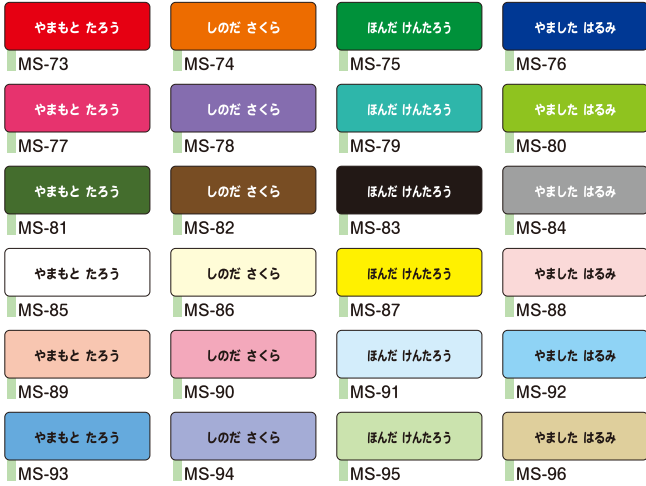 やまもと たろう しのだ さくら ほんだ けんたろう やました はるみ
MS-73 MS-74 MS-75 MS-76
やまもと たろう しのだ さくら ほんだ けんたろう やました はるみ
MS-77 MS-78 MS-79 MS-80
やまもと たろう しのだ さくら ほんだ けんたろう やました はるみ
MS-81 MS-82 MS-83 MS-84
やまもと たろう しのだ さくら ほんだ けんたろう やました はるみ
MS-85 MS-86 MS-87 MS-88
やまもと たろう しのだ さくら ほんだ けんたろう やました はるみ
MS-89 MS-90 MS-91 MS-92
やまもと たろう しのだ さくら ほんだ けんたろう やました はるみ
MS-93 MS-94 MS-95 MS-96